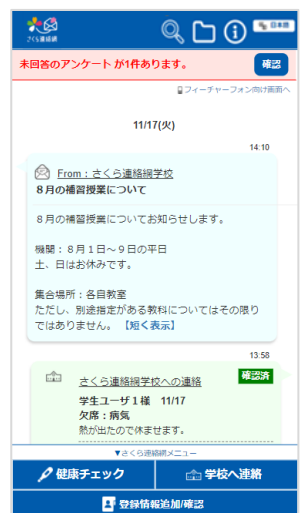 さくら連絡網
日本語
未回答のアンケート が1件あります。
確認
フィーチャーフォン向け画面へ
11/17(火)
14:10
From：さくら連絡網学校
８月の補習授業について
８月の補習授業についてお知らせします。
機関：８月１日～９日の平日
土、日はお休みです。
集合場所：各自教室
ただし、別途指定がある教科についてはその限り
ではありません。【短く表示】
13:58
さくら連絡網学校への連絡
確認済
学生ユーザ１様 11/17
欠席：病気
熱が出たので休ませます。
▼さくら連絡網メニュー
健康チェック
学校へ連絡
登録情報追加/確認